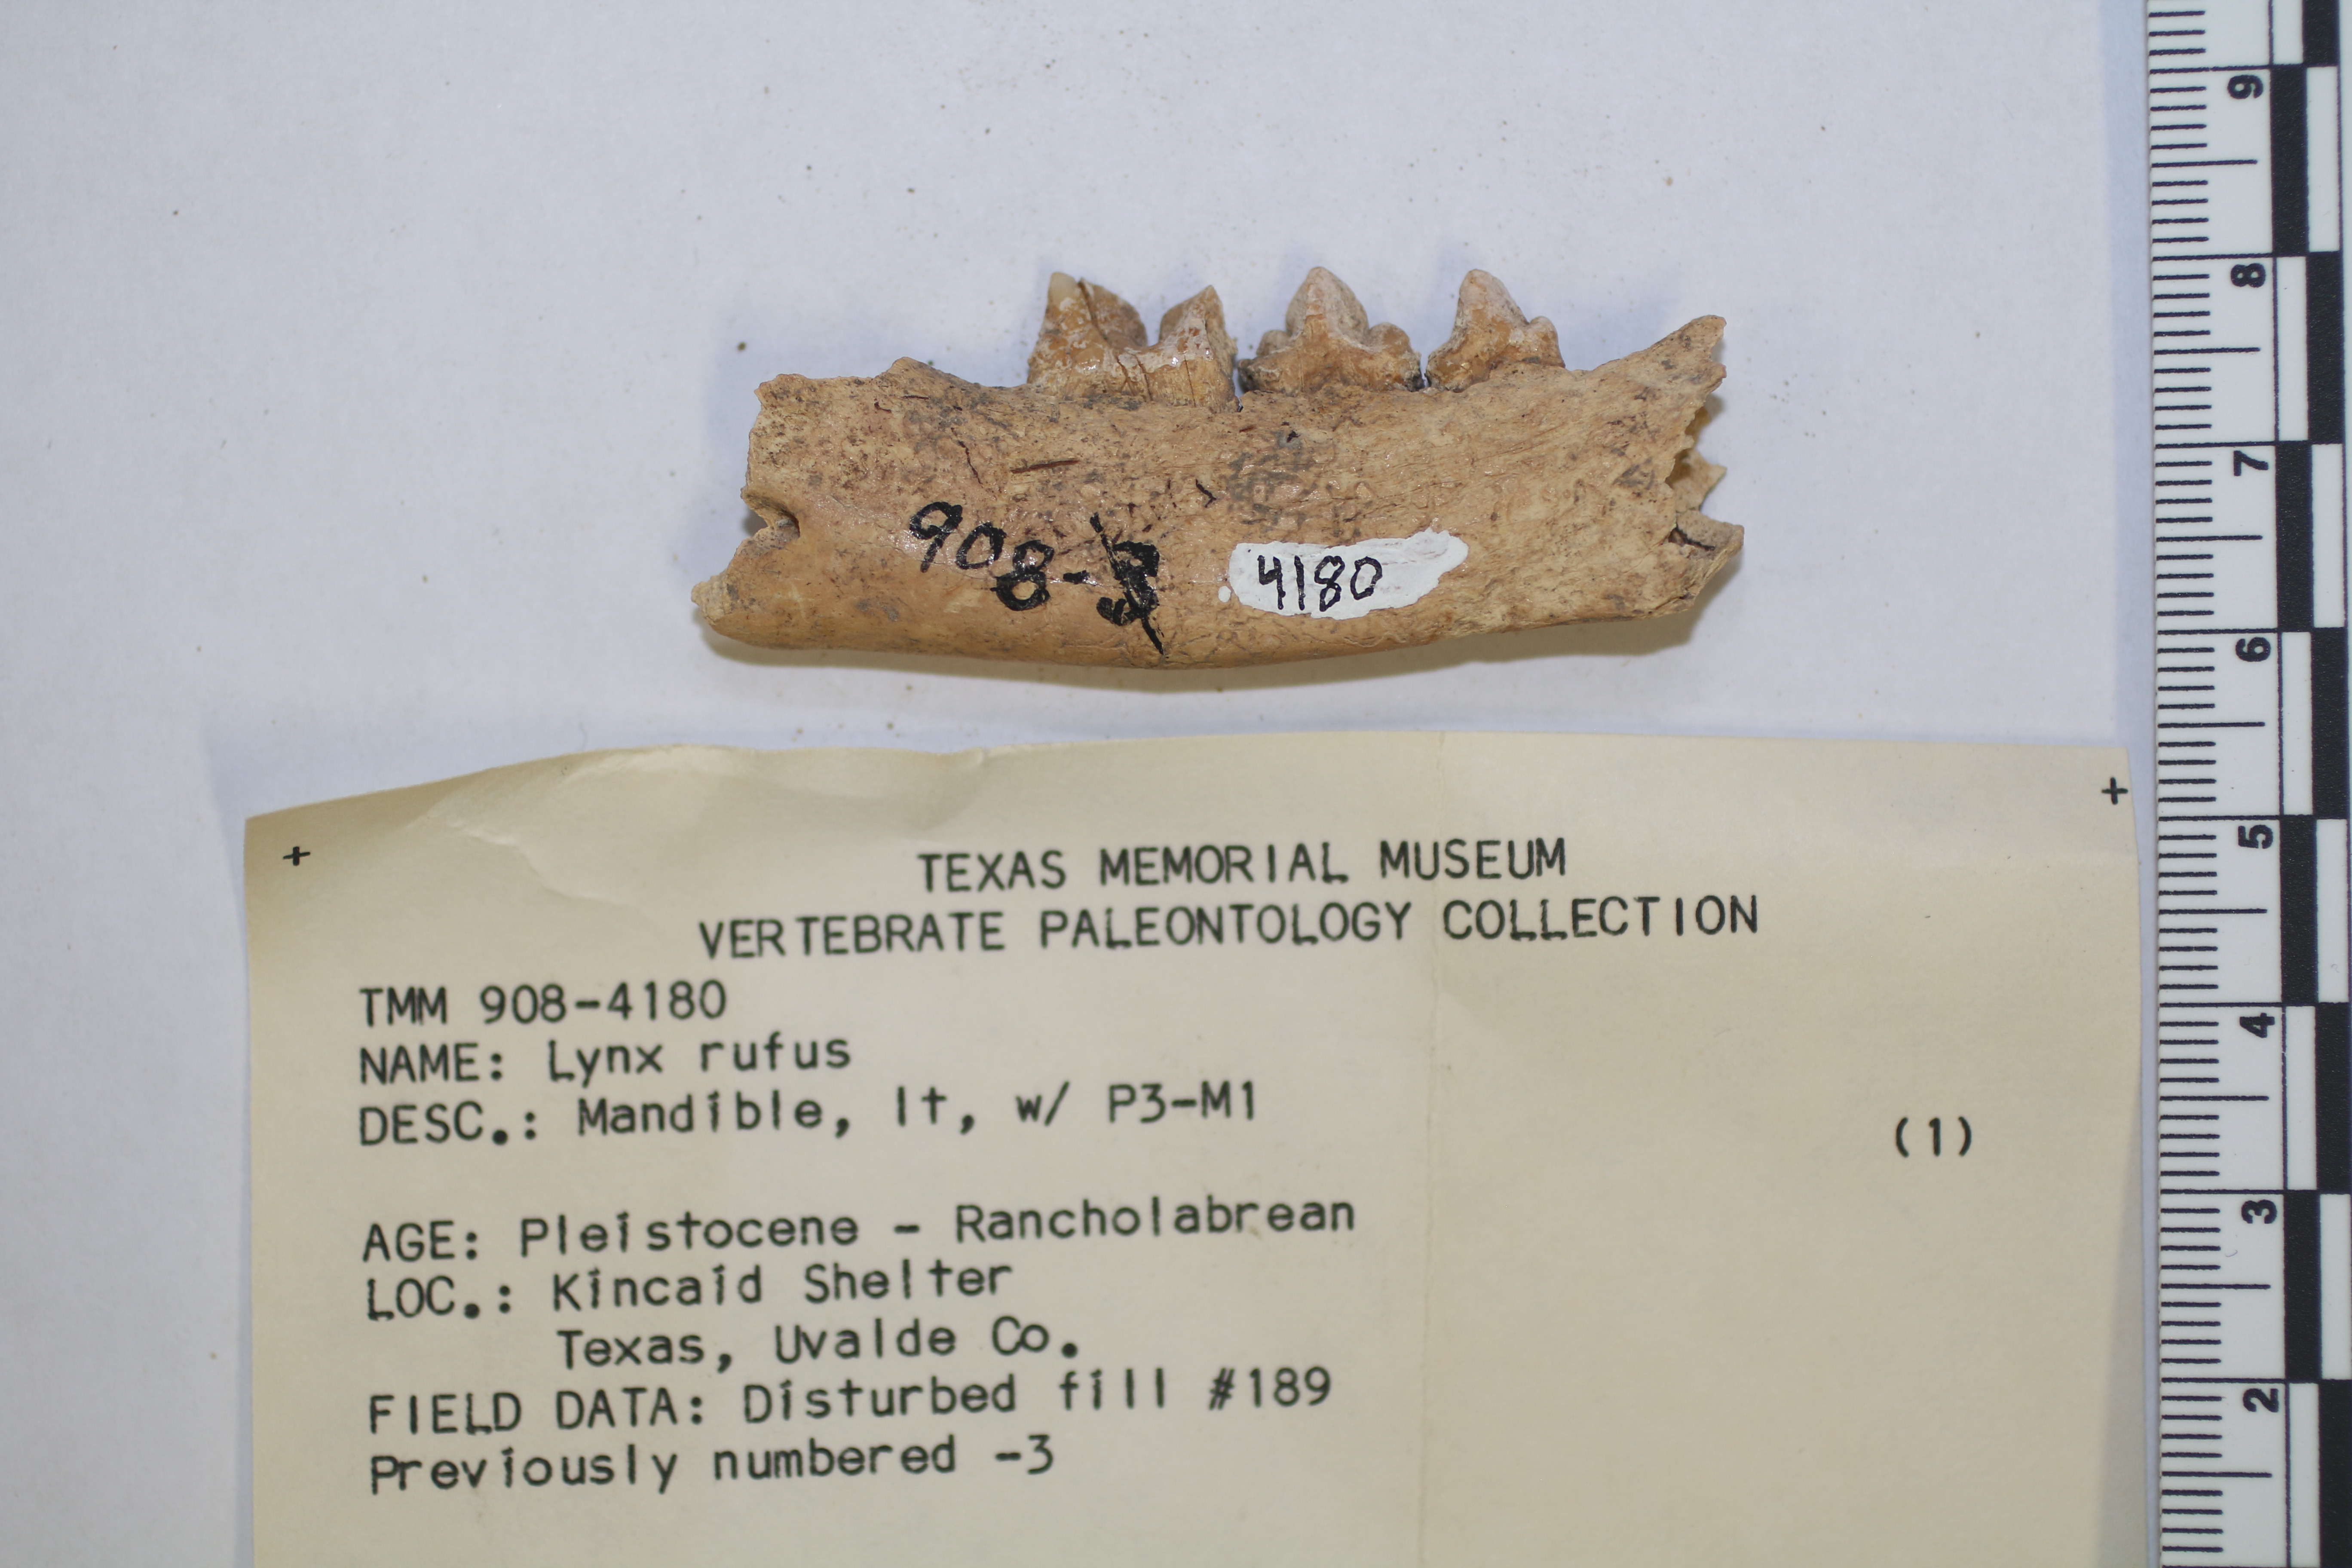 908-3
4180
TEXAS MEMORIAL MUSEUM
VERTEBRATE PALEONTOLOGY COLLECTION
TMM 908-4180
NAME: Lynx rufus
DESC.: Mandible, lt, w/ P3-M1
(1)
AGE: Pleistocene - Rancholabrean
LOC.: Kincaid Shelter
Texas, Uvalde Co.
FIELD DATA: Disturbed fill #189
Previously numbered -3
9
8
7
6
5
4
3
2